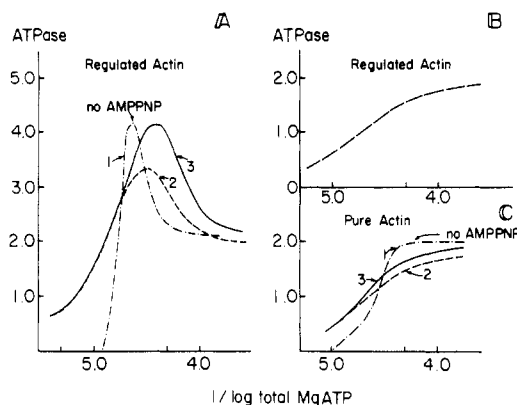 A
ATPase
5.0
4.0
3.0
2.0
1.0
Regulated Actin
no AMPPNP
1
2
3
5.0 4.0
B
ATPase
Regulated Actin
2.0
1.0
0
5.0 4.0
C
Pure Actin
no AMPPNP
2.0
1.0
1
3
2
5.0 4.0
1/log total MgATP